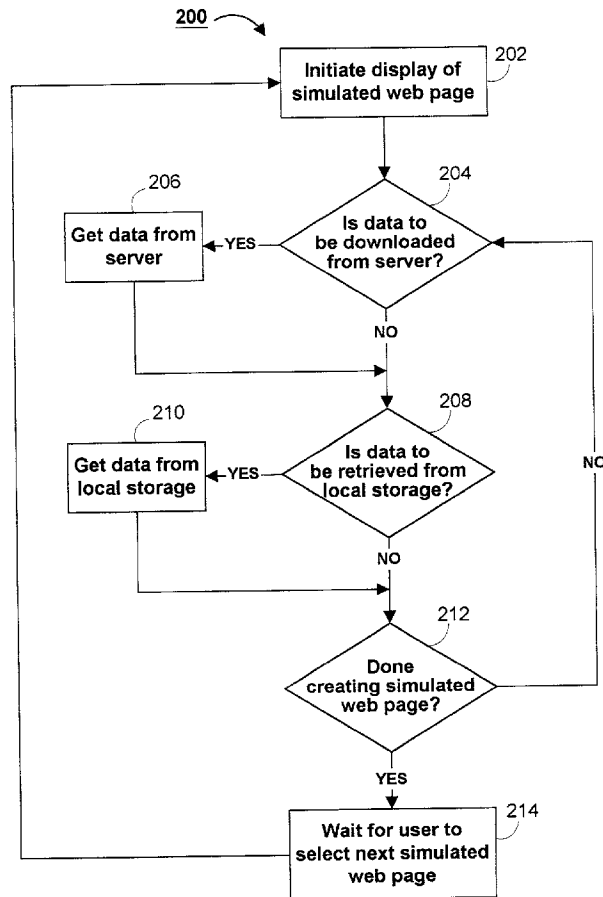 200
Initiate display of
simulated web page
202
204
206
Is data to
be downloaded
from server?
Get data from
server
YES
NO
208
210
Is data to
be retrieved from
local storage?
Get data from
local storage
YES
NO
NO
212
Done
creating simulated
web page?
YES
214
Wait for user to
select next simulated
web page